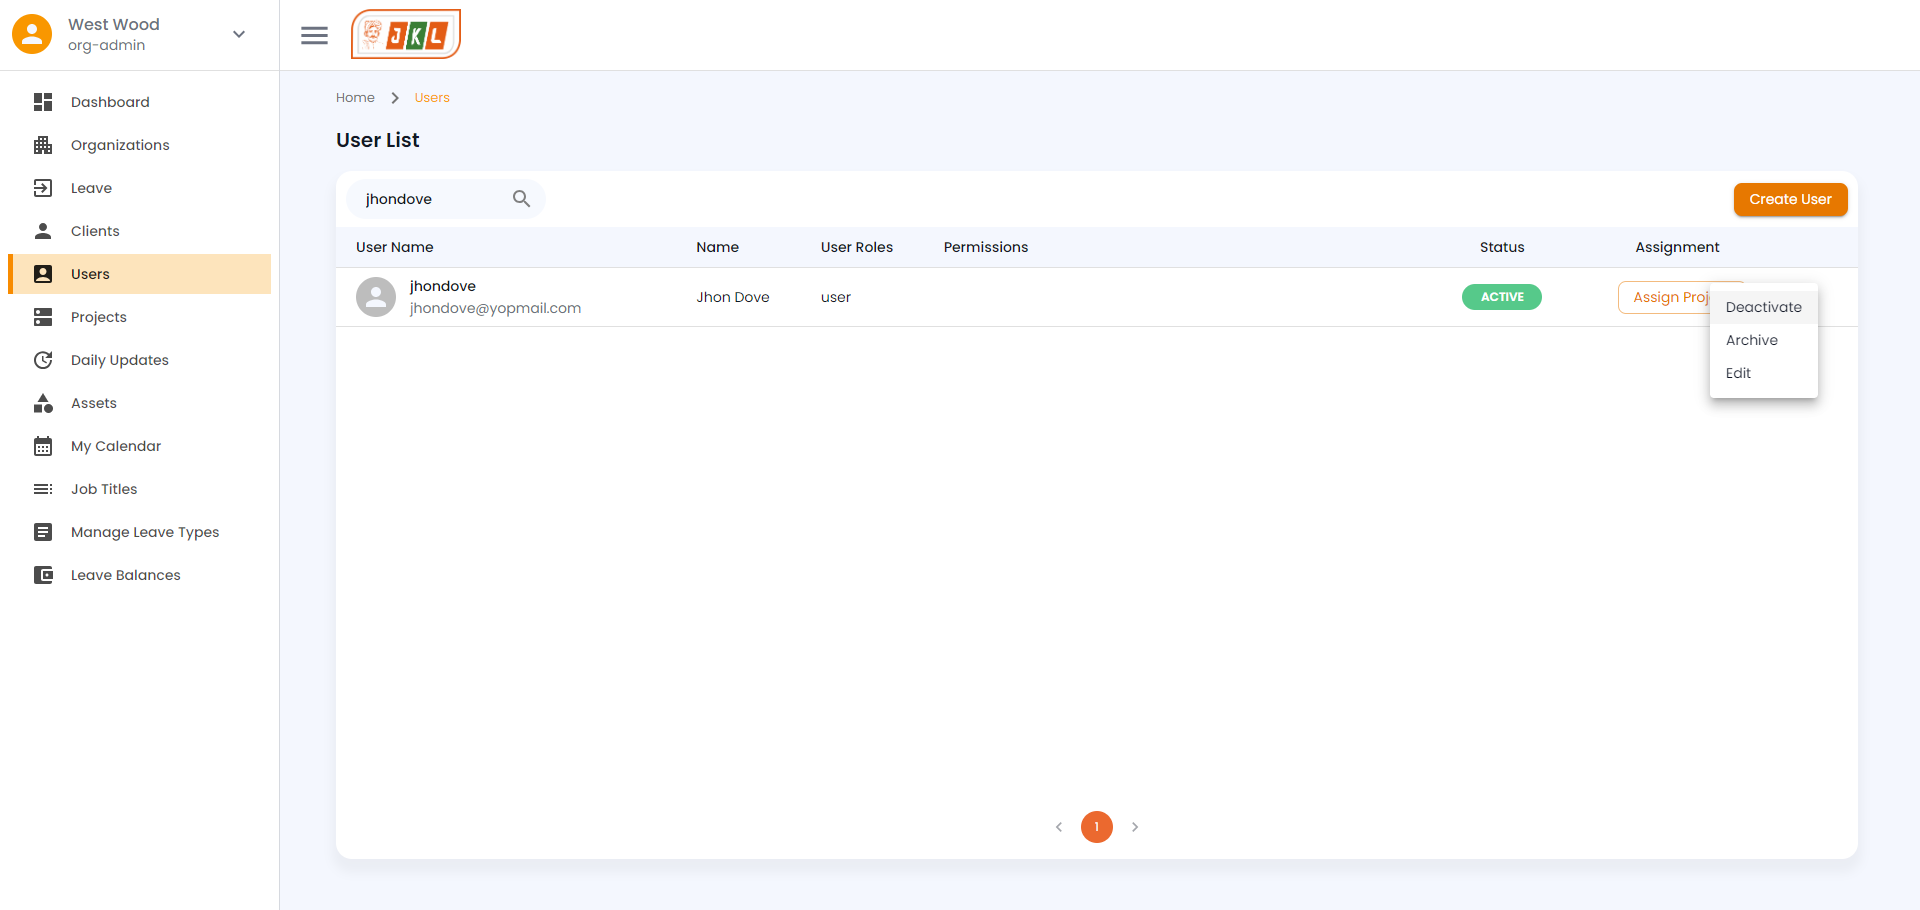 West Wood
org-admin
JKL
Dashboard
Organizations
Leave
Clients
Users
Projects
Daily Updates
Assets
My Calendar
Job Titles
Manage Leave Types
Leave Balances
Home > Users
User List
jhondove
Create User
User Name Name User Roles Permissions Status Assignment
jhondove
jhondove@yopmail.com
Jhon Dove user ACTIVE Assign Proj
Deactivate
Archive
Edit
1